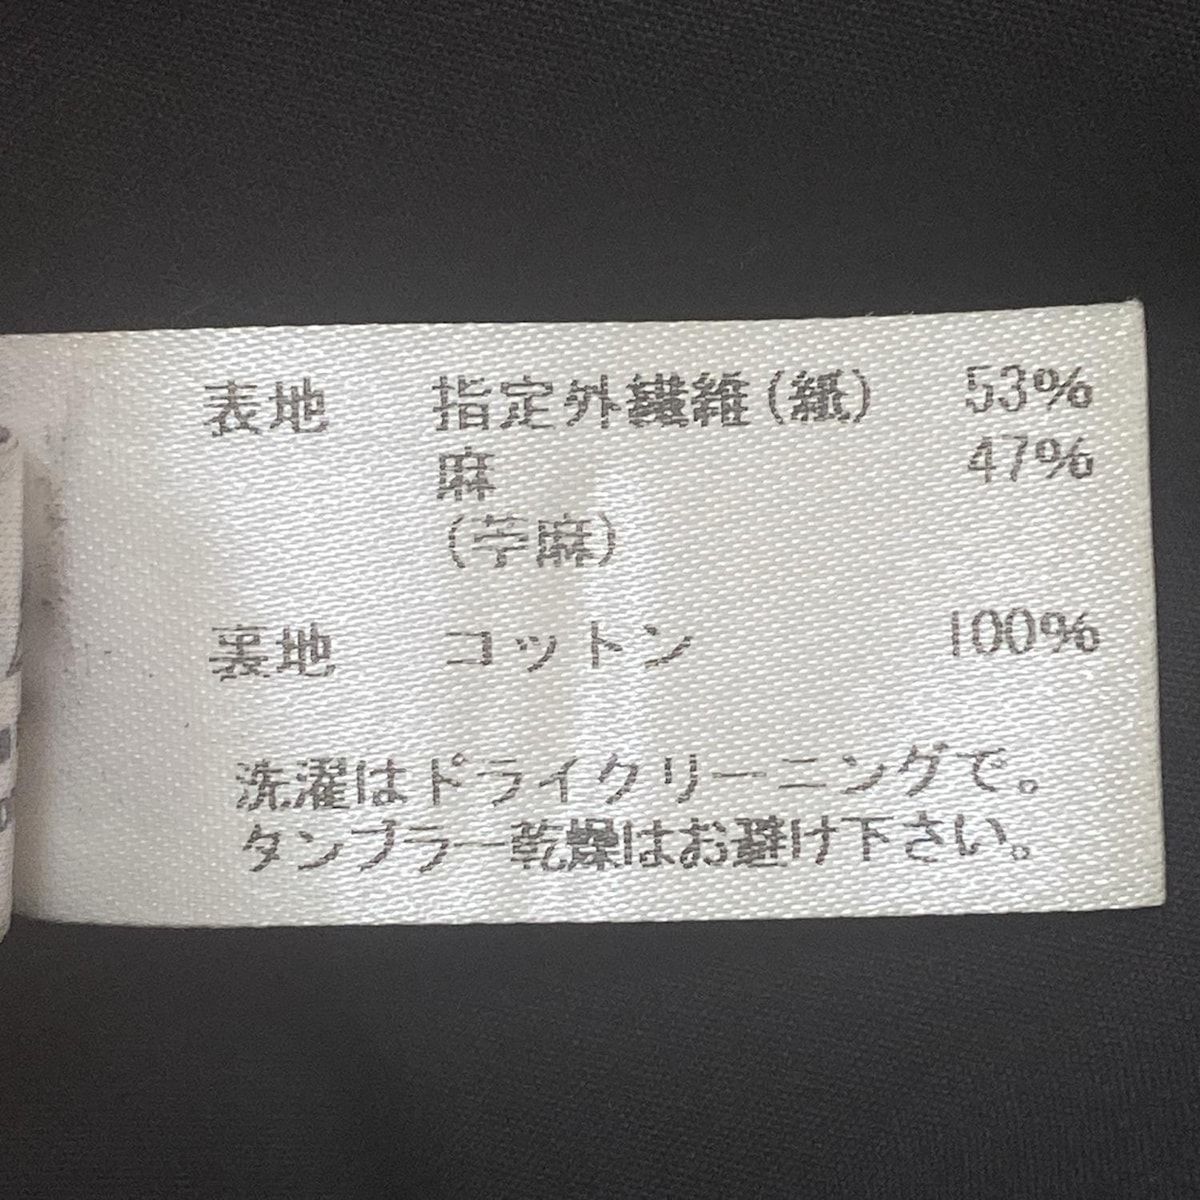 表地 指定外繊維(紙) 53%
麻 47%
(苧麻)
裏地 コットン 100%
洗濯はドライクリーニングで。
タンブラー乾燥はお避け下さい。